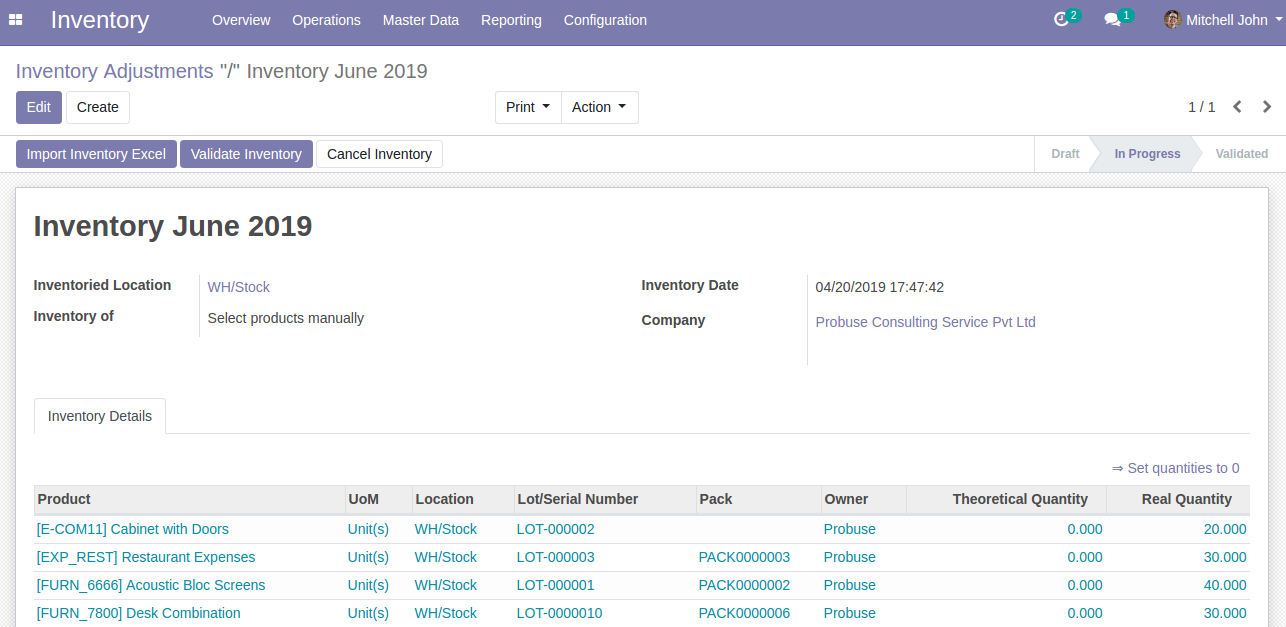 Inventory Overview Operations Master Data Reporting Configuration 2 1 Mitchell John
Inventory Adjustments "/" Inventory June 2019
Edit Create Print Action 1 / 1
Import Inventory Excel Validate Inventory Cancel Inventory Draft In Progress Validated
Inventory June 2019
Inventoried Location WH/Stock Inventory Date 04/20/2019 17:47:42
Inventory of Select products manually Company Probuse Consulting Service Pvt Ltd
Inventory Details
⇒ Set quantities to 0
Product UoM Location Lot/Serial Number Pack Owner Theoretical Quantity Real Quantity
[E-COM11] Cabinet with Doors Unit(s) WH/Stock LOT-000002 Probuse 0.000 20.000
[EXP_REST] Restaurant Expenses Unit(s) WH/Stock LOT-000003 PACK0000003 Probuse 0.000 30.000
[FURN_6666] Acoustic Bloc Screens Unit(s) WH/Stock LOT-000001 PACK0000002 Probuse 0.000 40.000
[FURN_7800] Desk Combination Unit(s) WH/Stock LOT-0000010 PACK0000006 Probuse 0.000 30.000